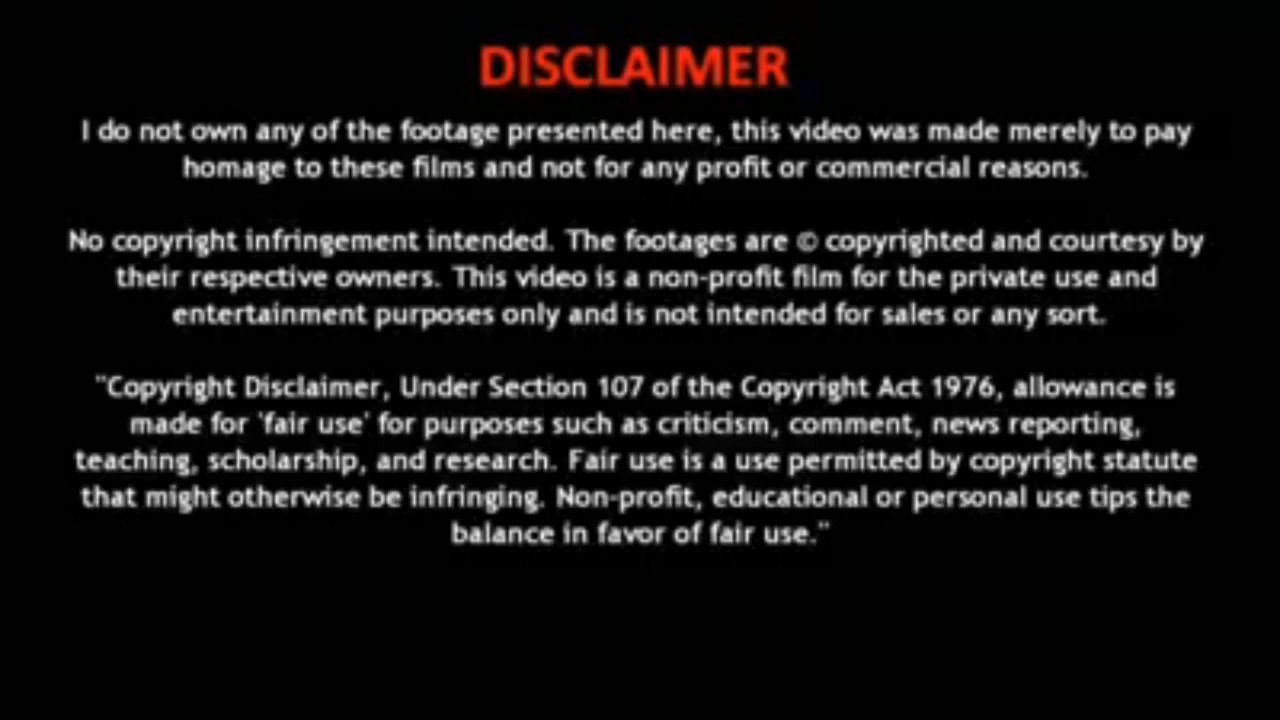 DISCLAIMER
I do not own any of the footage presented here, this video was made merely to pay
homage to these films and not for any profit or commercial reasons.
No copyright infringement intended. The footages are © copyrighted and courtesy by
their respective owners. This video is a non-profit film for the private use and
entertainment purposes only and is not intended for sales or any sort.
"Copyright Disclaimer, Under Section 107 of the Copyright Act 1976, allowance is
made for 'fair use' for purposes such as criticism, comment, news reporting,
teaching, scholarship, and research. Fair use is a use permitted by copyright statute
that might otherwise be infringing. Non-profit, educational or personal use tips the
balance in favor of fair use."